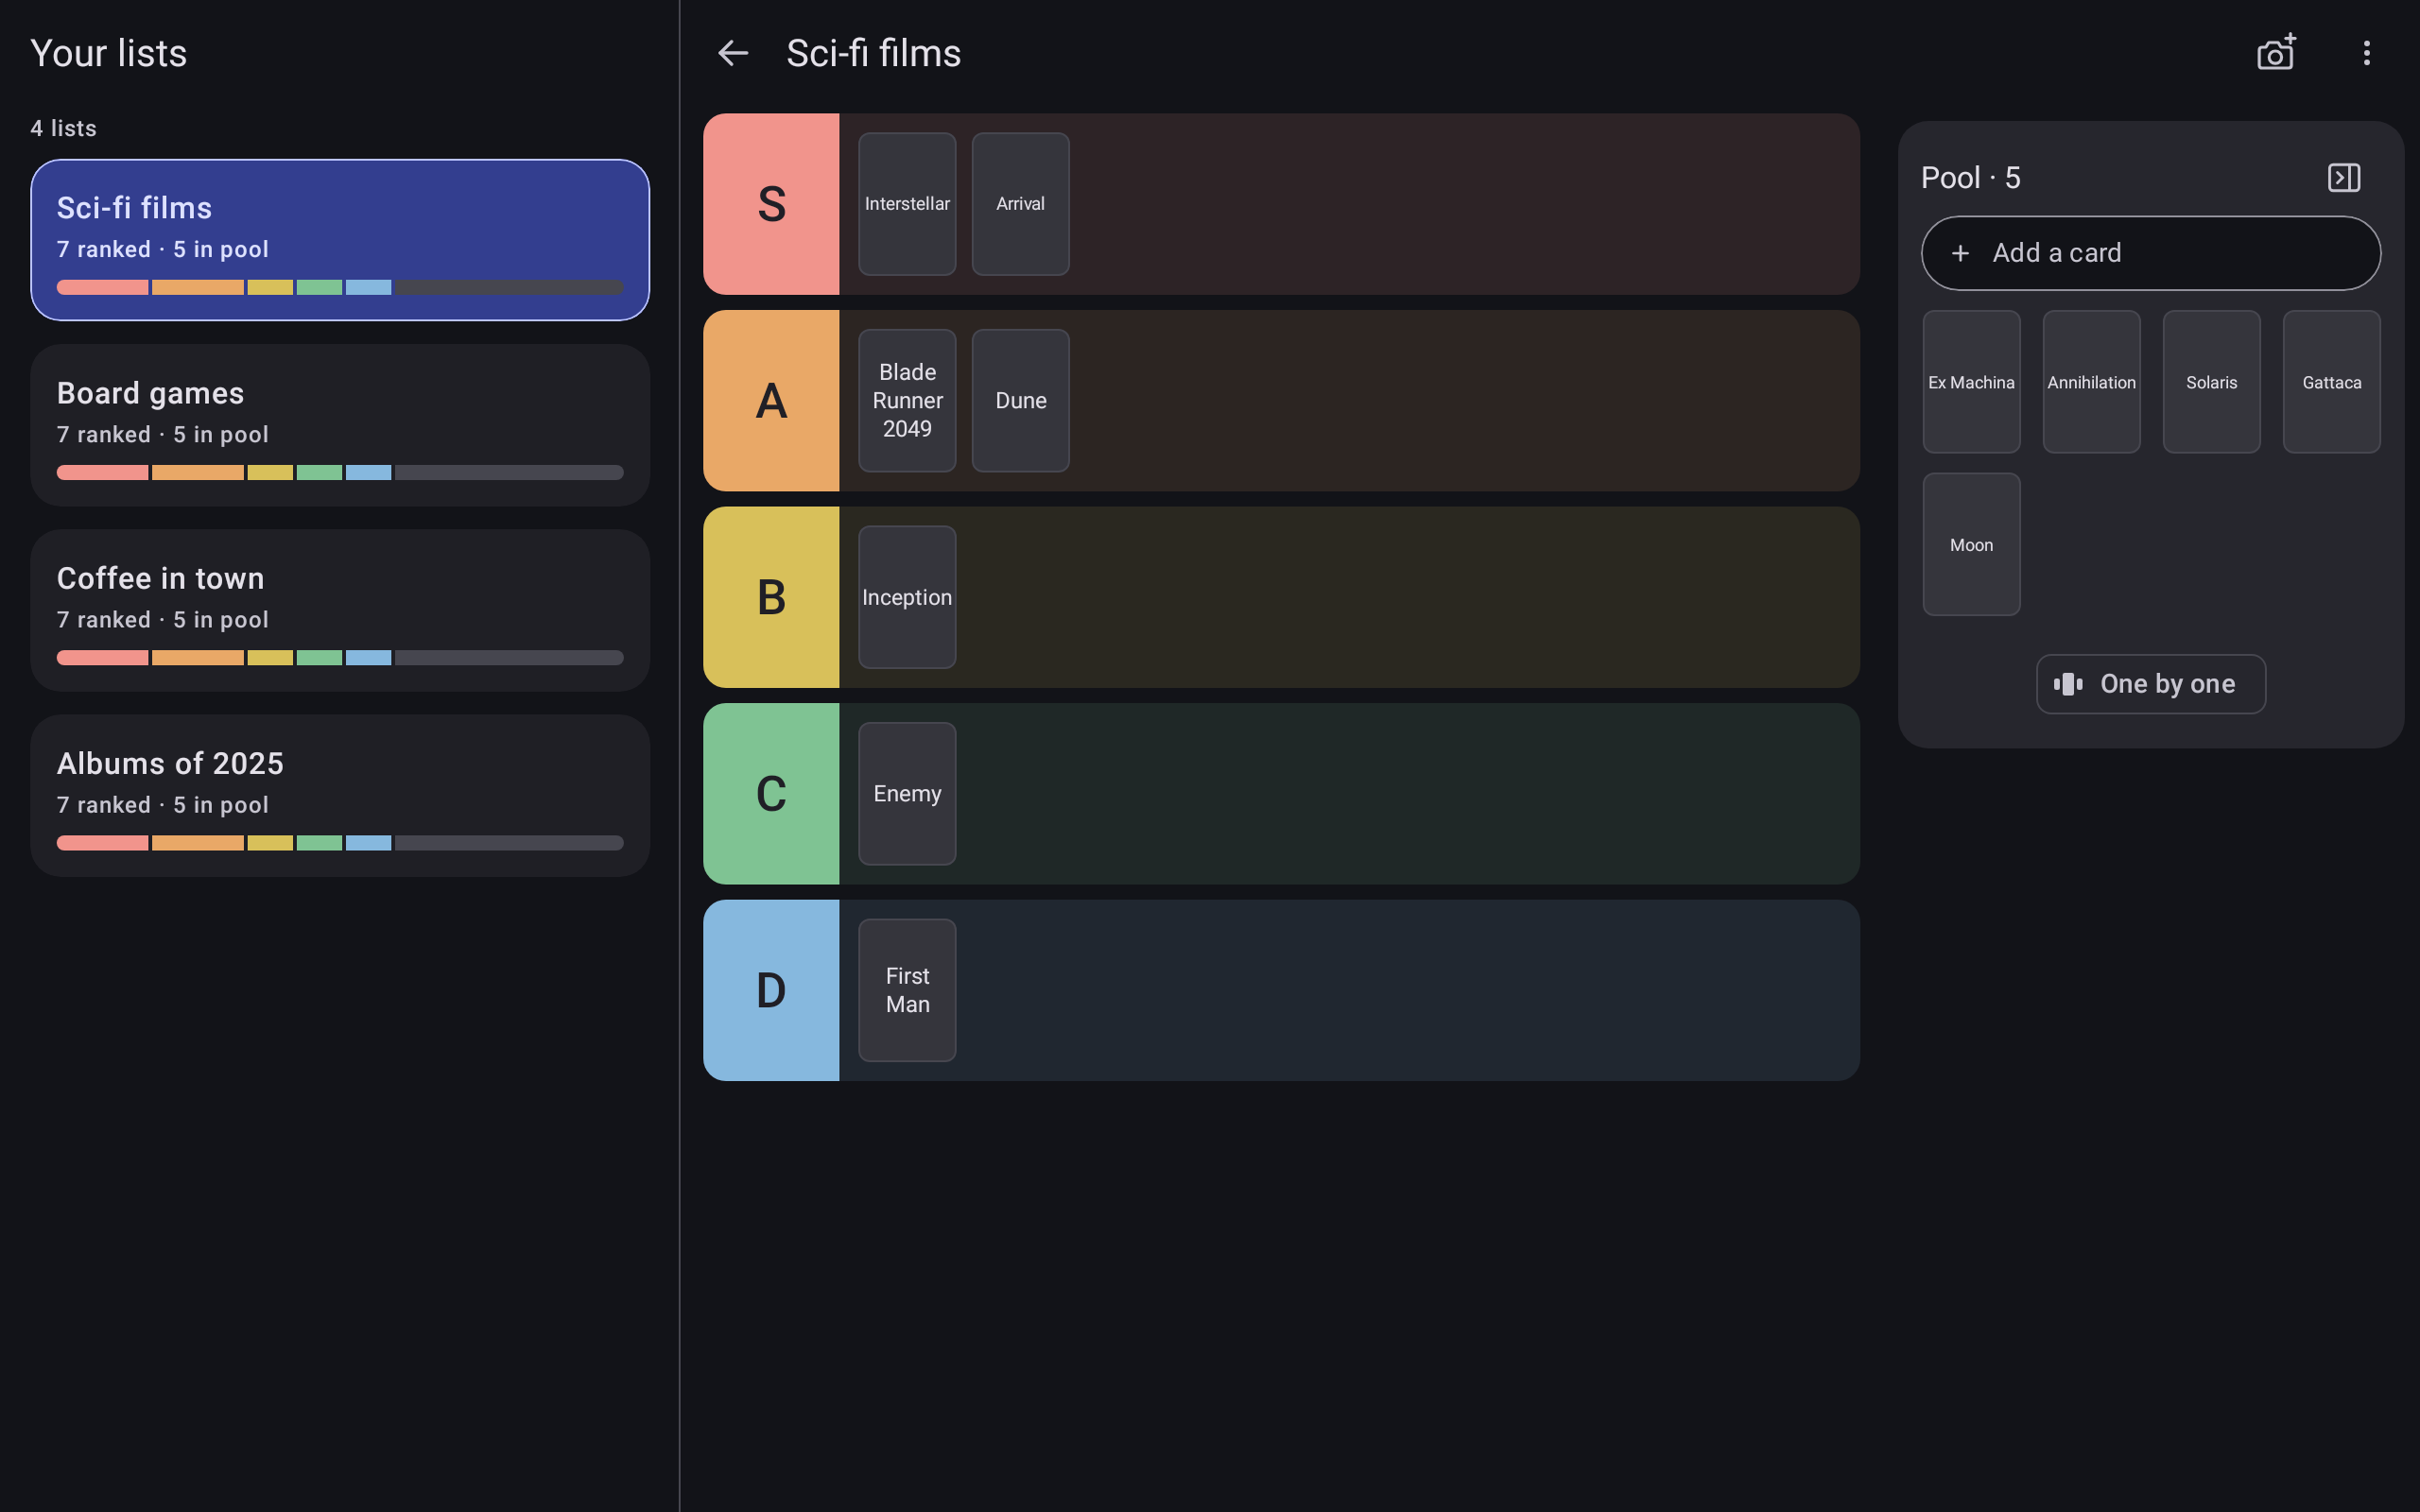 Your lists
4 lists
Sci-fi films
7 ranked · 5 in pool
Board games
7 ranked · 5 in pool
Coffee in town
7 ranked · 5 in pool
Albums of 2025
7 ranked · 5 in pool
Sci-fi films
S
Interstellar
Arrival
A
Blade
Runner
2049
Dune
B
Inception
C
Enemy
D
First
Man
Pool · 5
Add a card
Ex Machina
Annihilation
Solaris
Gattaca
Moon
One by one